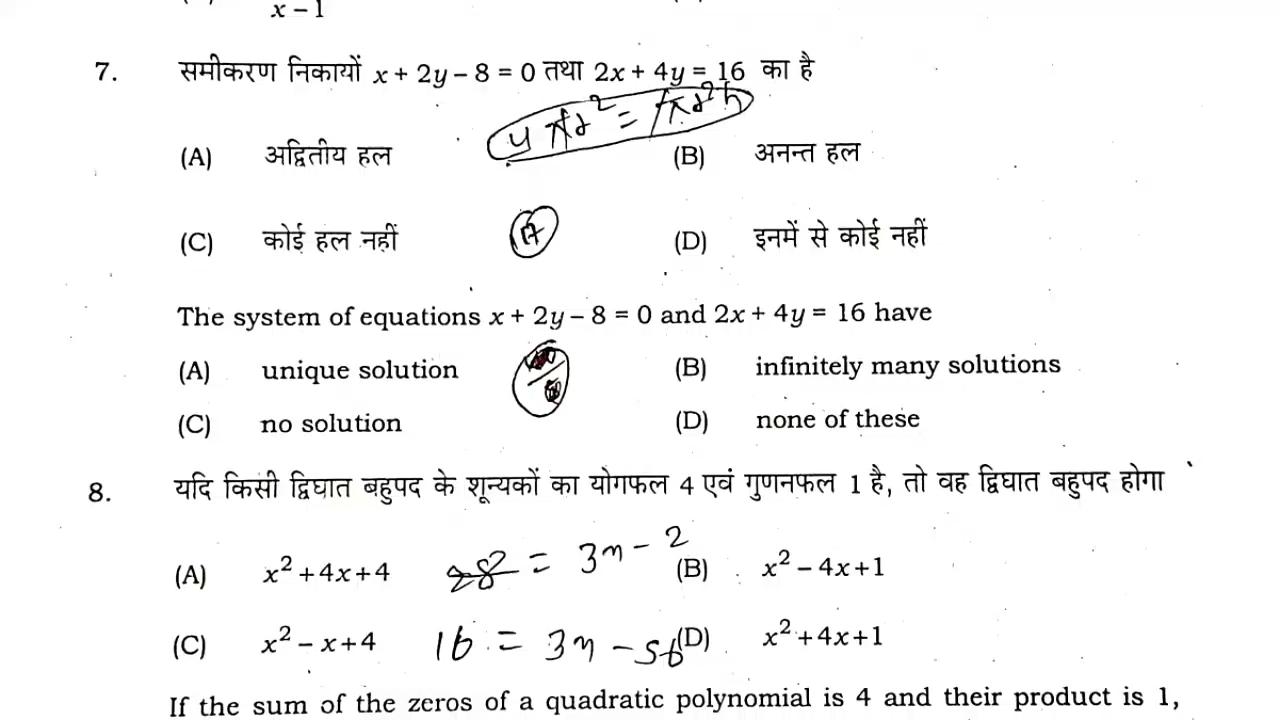 x – 1
7. समीकरण निकायों x + 2y – 8 = 0 तथा 2x + 4y = 16 का है
y πr² = πr²h
(A) अद्वितीय हल (B) अनन्त हल
(C) कोई हल नहीं (D) इनमें से कोई नहीं
The system of equations x + 2y – 8 = 0 and 2x + 4y = 16 have
(A) unique solution (B) infinitely many solutions
(C) no solution (D) none of these
8. यदि किसी द्विघात बहुपद के शून्यकों का योगफल 4 एवं गुणनफल 1 है, तो वह द्विघात बहुपद होगा
(A) x² + 4x + 4 = 3n – 2 (B) x² – 4x + 1
(C) x² – x + 4 16 = 3n – 56 (D) x² + 4x + 1
If the sum of the zeros of a quadratic polynomial is 4 and their product is 1,